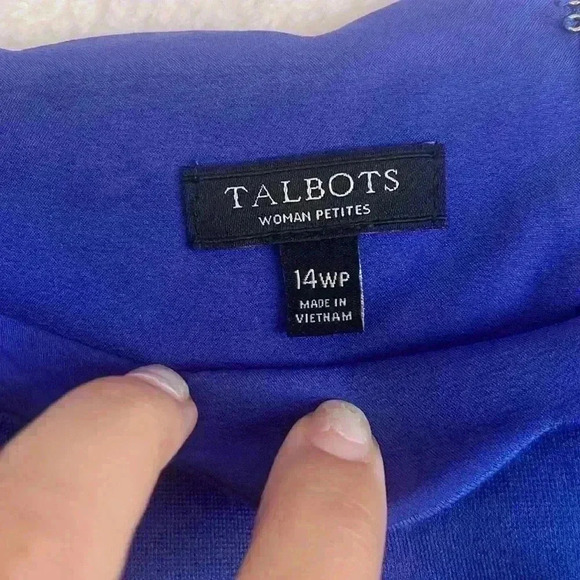 TALBOTS
WOMAN PETITES
14WP
MADE IN
VIETNAM